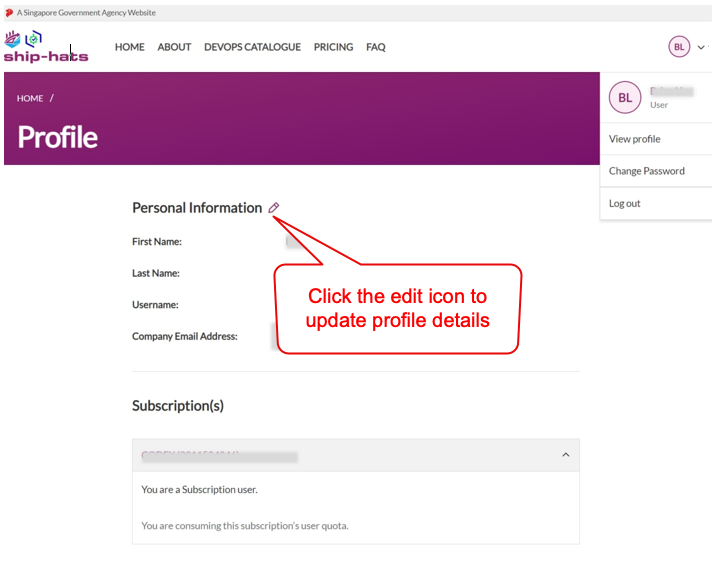 A Singapore Government Agency Website
ship-hats
HOME ABOUT DEVOPS CATALOGUE PRICING FAQ
BL
HOME /
Profile
BL
User
View profile
Change Password
Log out
Personal Information
First Name:
Last Name:
Username:
Company Email Address:
Click the edit icon to
update profile details
Subscription(s)
You are a Subscription user.
You are consuming this subscription's user quota.